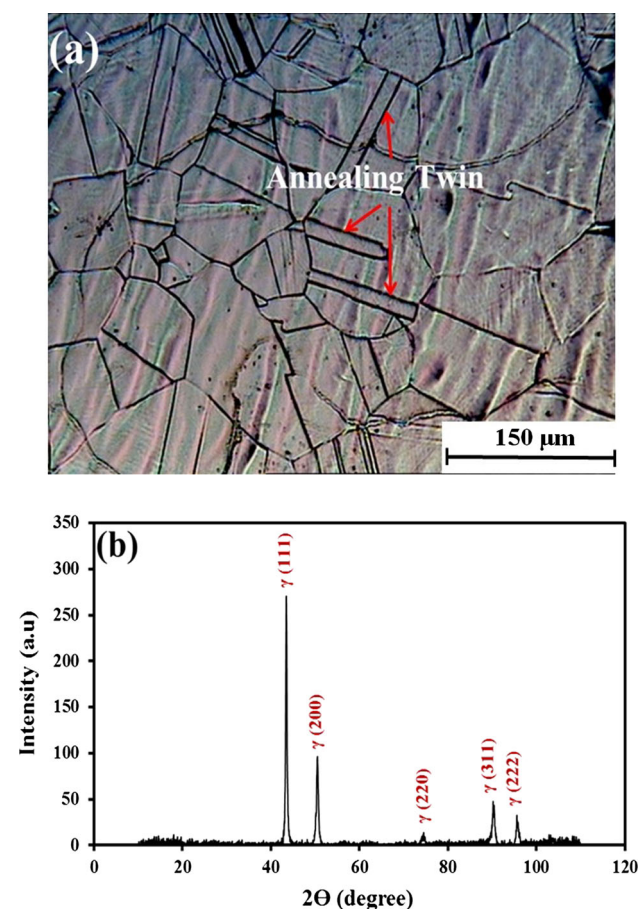 (a)
Annealing Twin
150 μm
(b)
350
300
250
200
150
100
50
0
Intensity (a.u)
γ (111)
γ (200)
γ (220)
γ (311)
γ (222)
0 20 40 60 80 100 120
2Θ (degree)